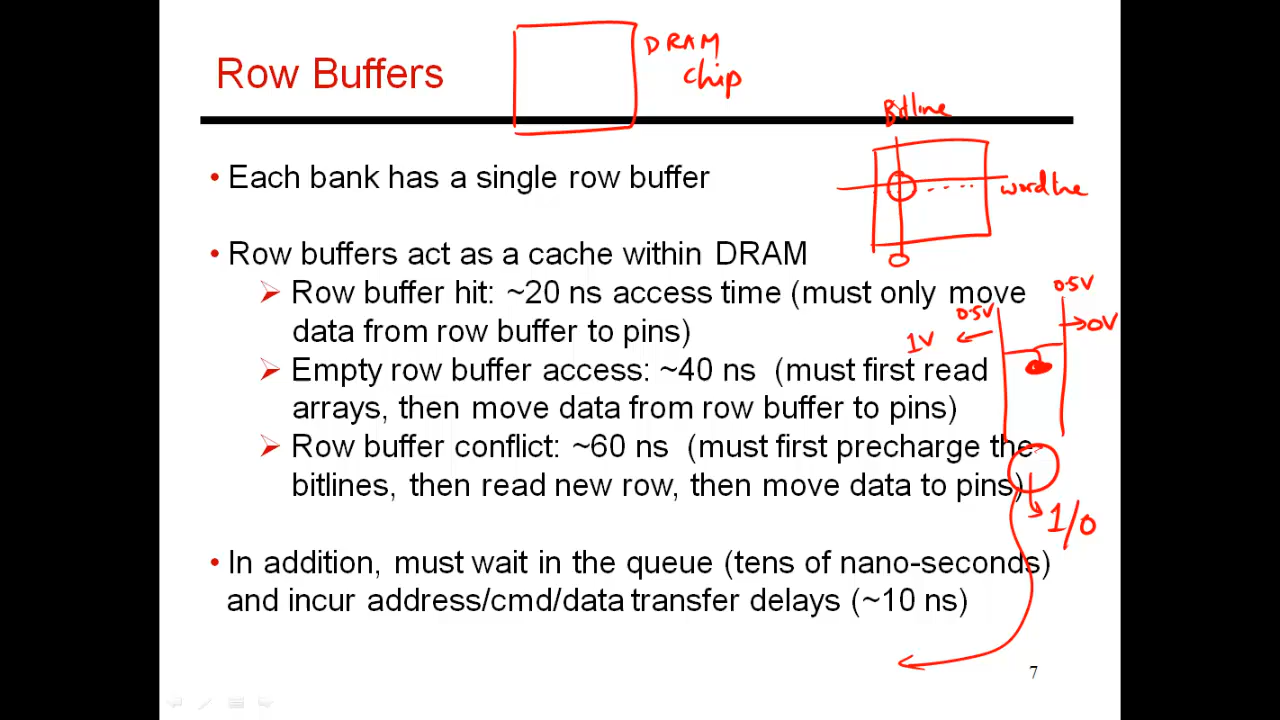 DRAM
chip
Row Buffers
Bitline
• Each bank has a single row buffer
wordline
• Row buffers act as a cache within DRAM
➢ Row buffer hit: ~20 ns access time (must only move
data from row buffer to pins)
0.5V
0.5V
1V
0V
➢ Empty row buffer access: ~40 ns (must first read
arrays, then move data from row buffer to pins)
➢ Row buffer conflict: ~60 ns (must first precharge the
bitlines, then read new row, then move data to pins)
1/0
• In addition, must wait in the queue (tens of nano-seconds)
and incur address/cmd/data transfer delays (~10 ns)
7